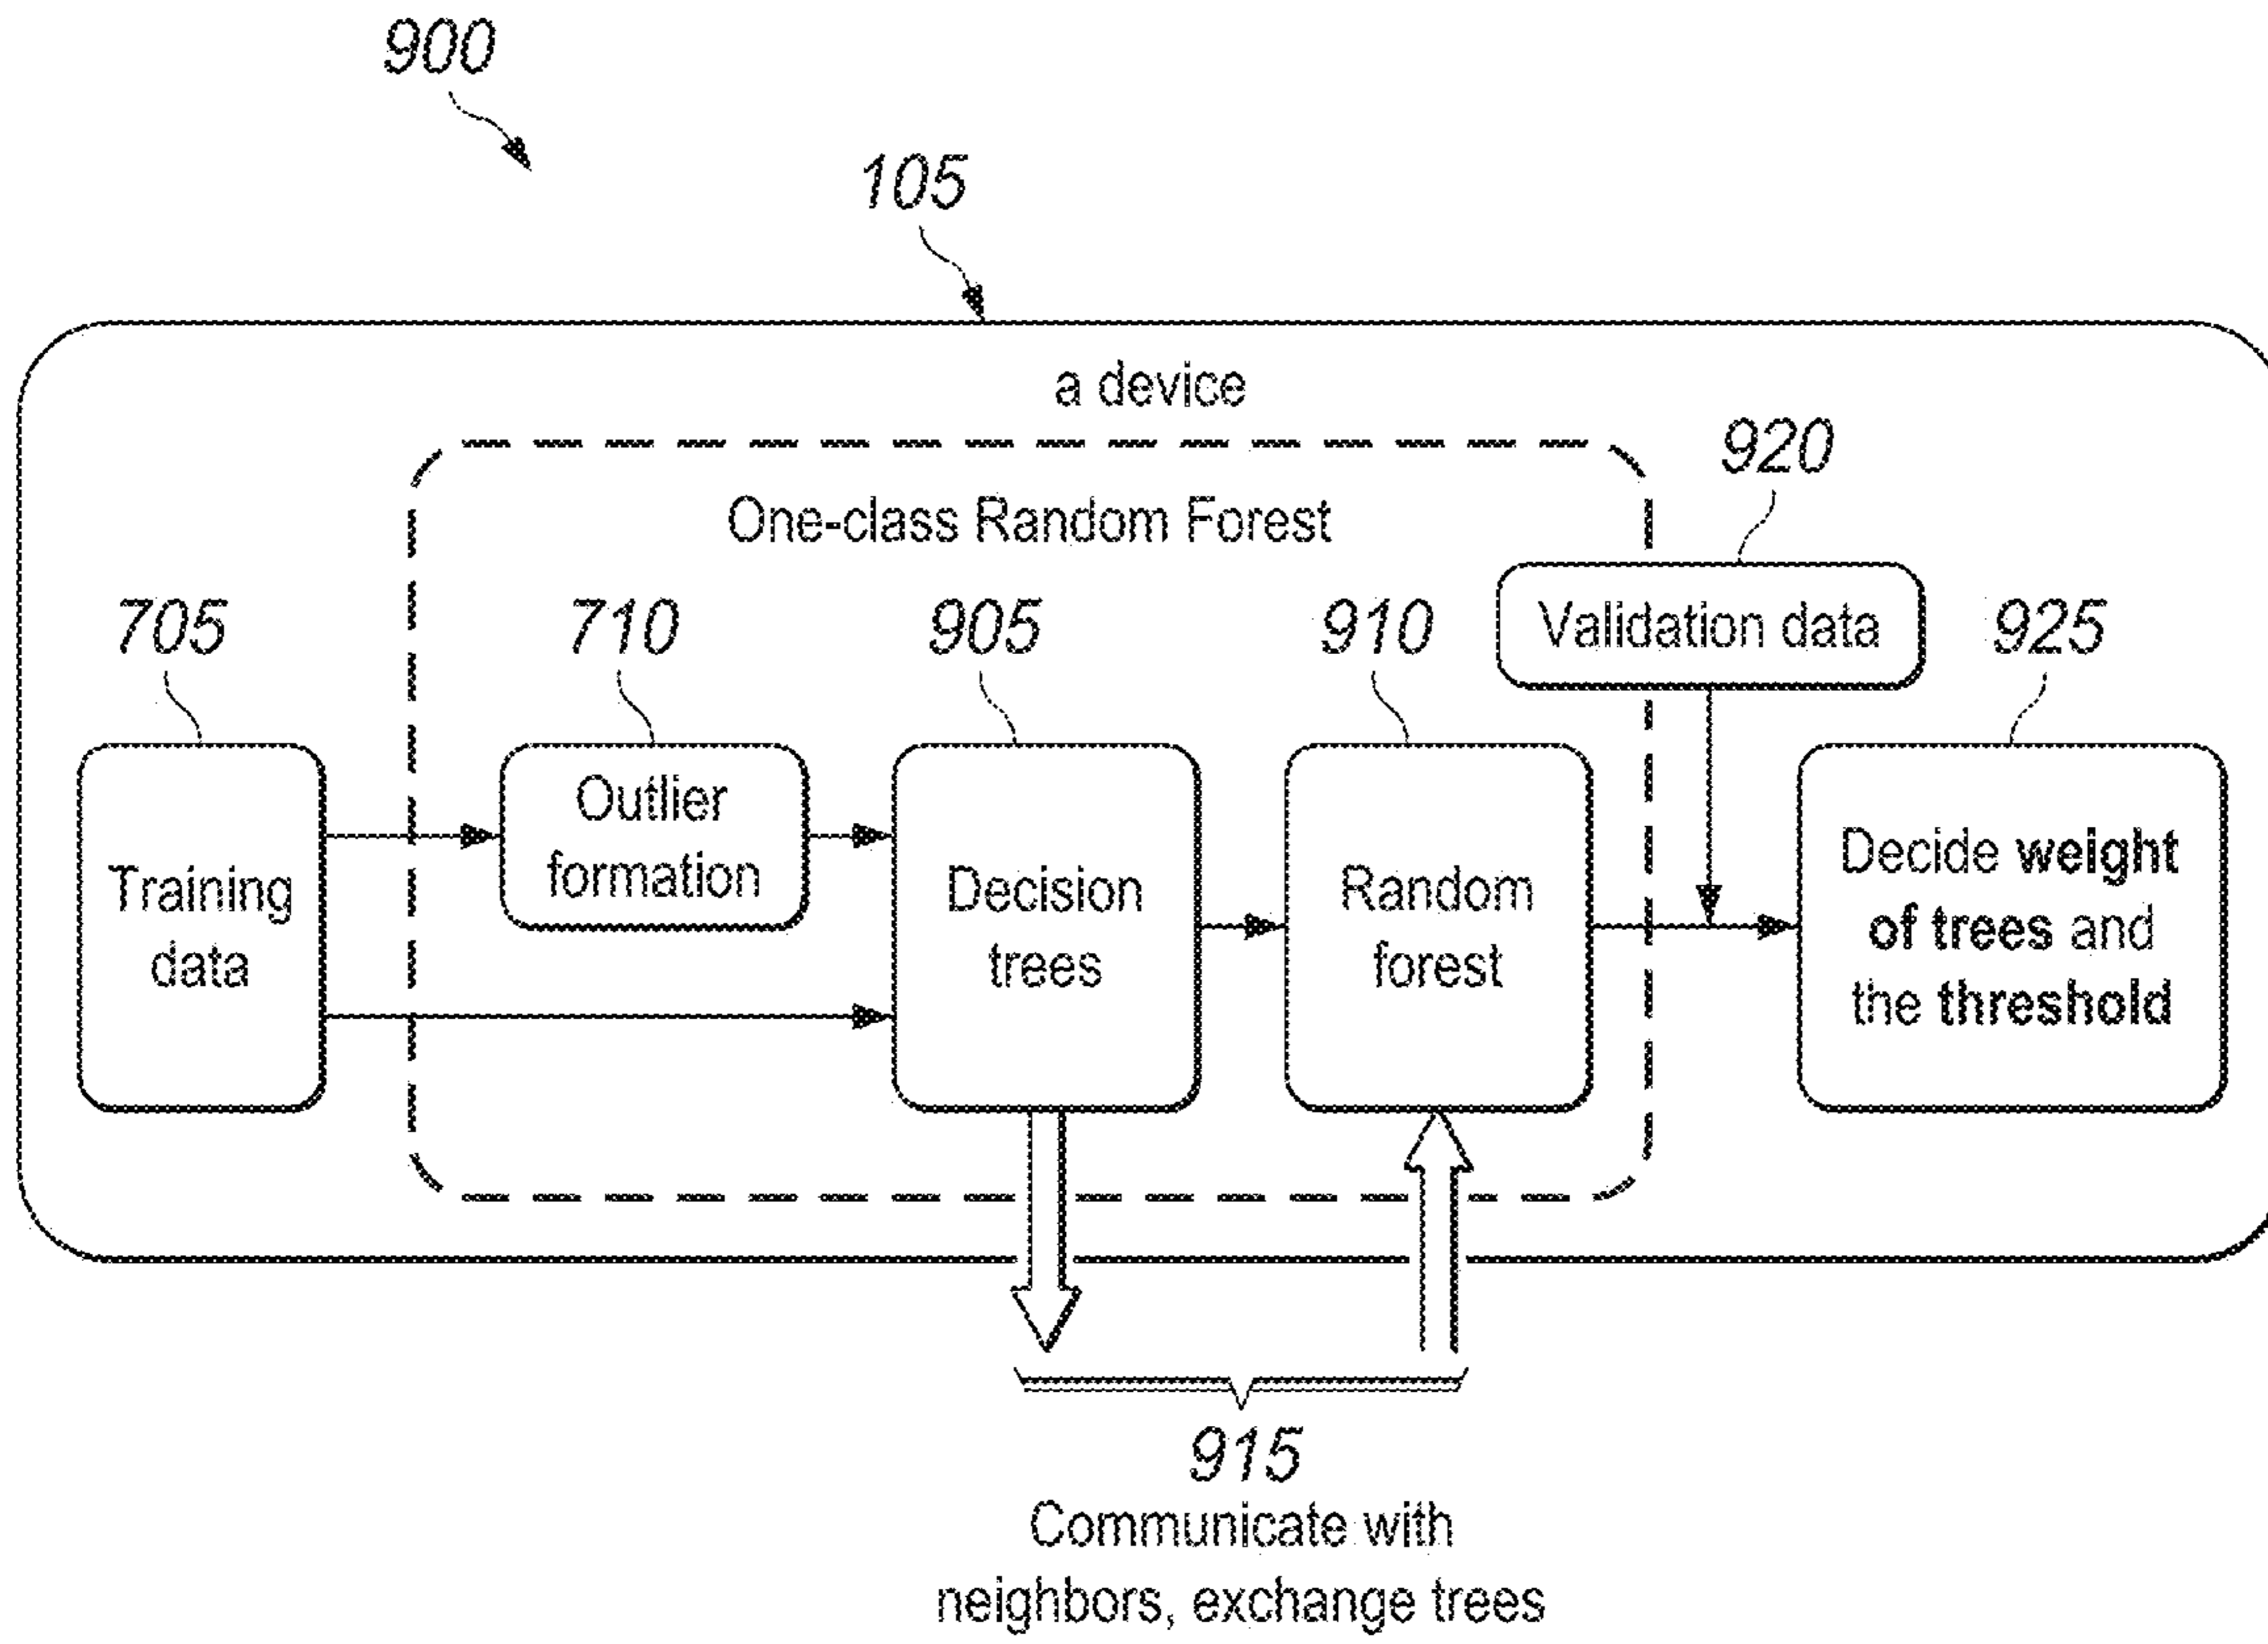 900
105
a device
920
One-class Random Forest
705
710
905
910
Validation data
925
Outlier
formation
Training
data
Decision
trees
Random
forest
Decide weight
of trees and
the threshold
915
Communicate with
neighbors, exchange trees